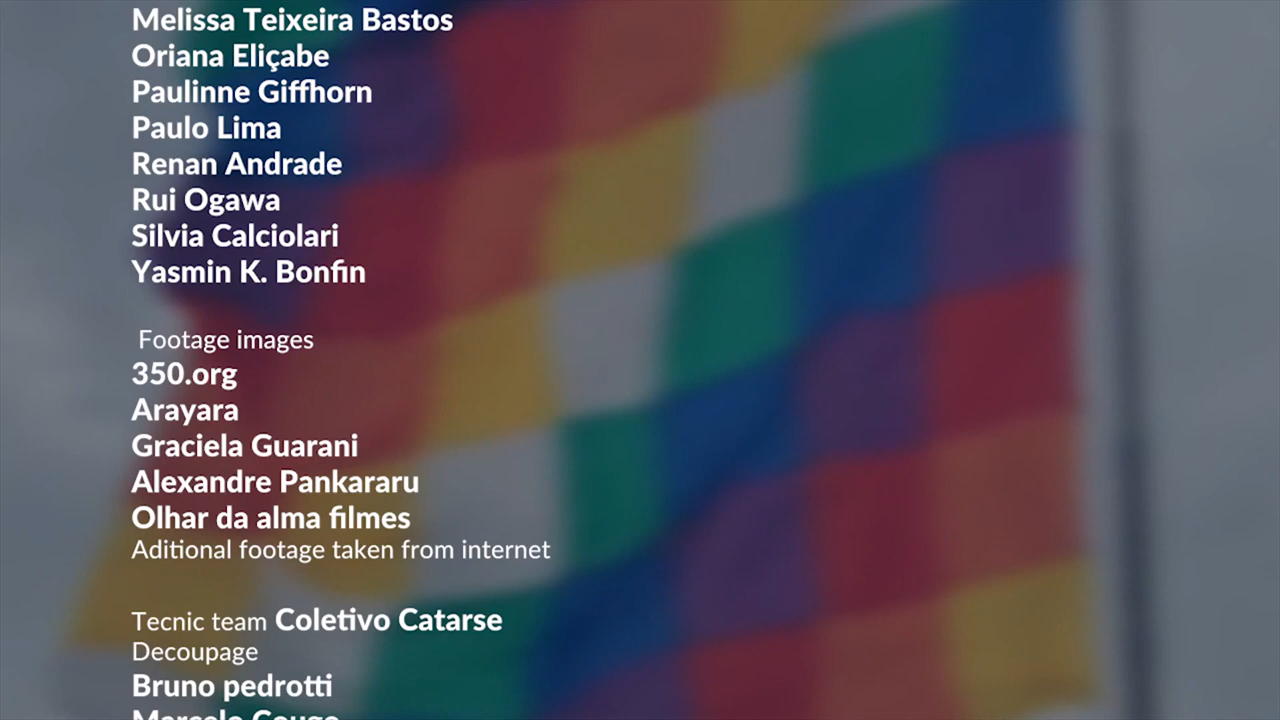 Melissa Teixeira Bastos
Oriana Eliçabe
Paulinne Giffhorn
Paulo Lima
Renan Andrade
Rui Ogawa
Silvia Calciolari
Yasmin K. Bonfin
Footage images
350.org
Arayara
Graciela Guarani
Alexandre Pankararu
Olhar da alma filmes
Aditional footage taken from internet
Tecnic team Coletivo Catarse
Decoupage
Bruno pedrotti
Marcelo Cougo